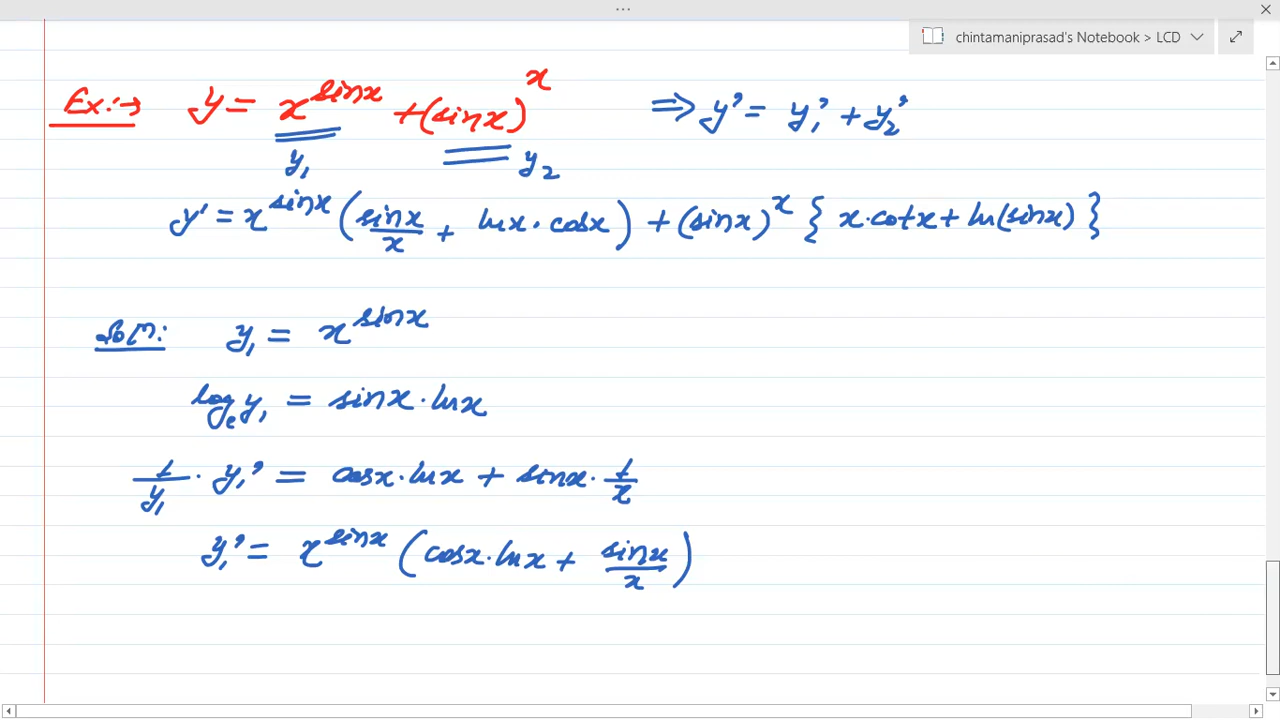 chintamaniprasad's Notebook > LCD
Ex:→ y = x^sinx + (sinx)^x ⇒ y' = y₁' + y₂'
y₁ y₂
y' = x^sinx (sinx/x + lnx · cosx) + (sinx)^x { x·cotx + ln(sinx) }
Soln: y₁ = x^sinx
logₑ y₁ = sinx · lnx
1/y₁ · y₁' = cosx · lnx + sinx · 1/x
y₁' = x^sinx (cosx · lnx + sinx/x)